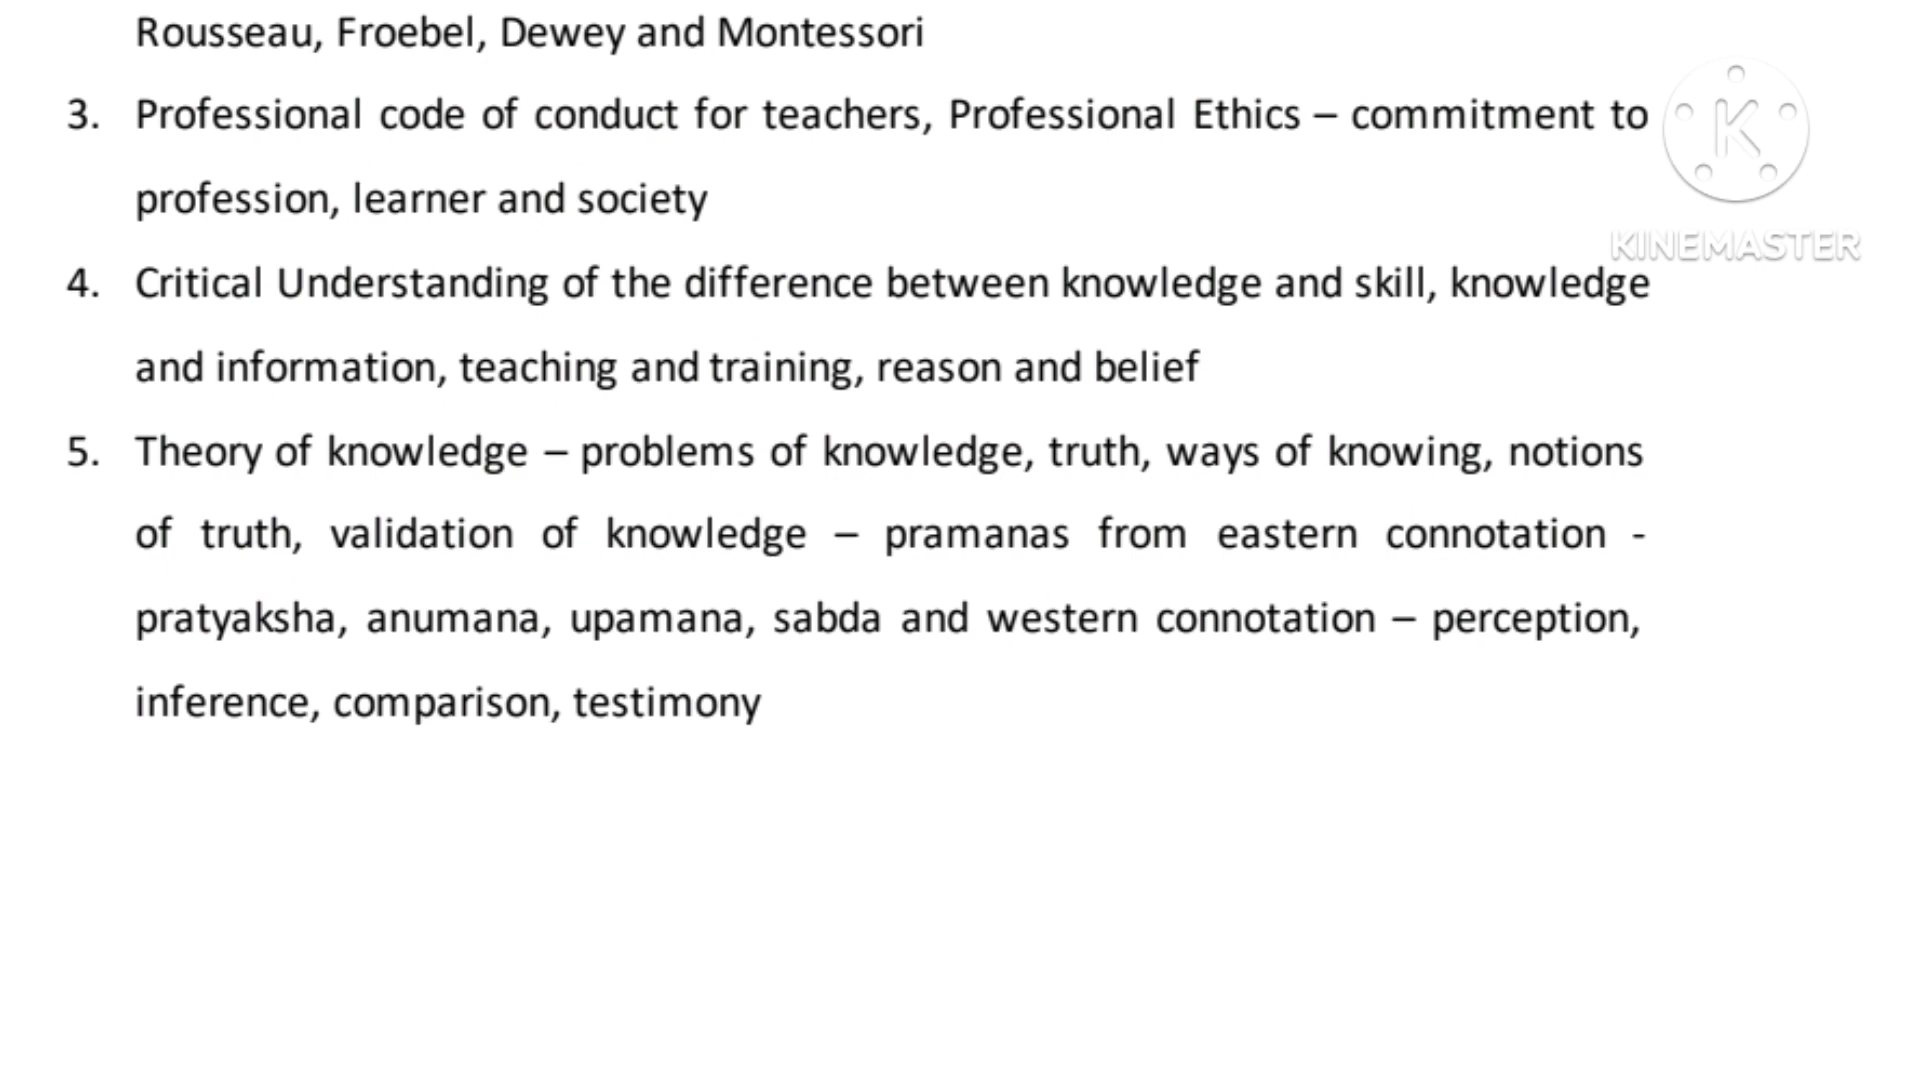 Rousseau, Froebel, Dewey and Montessori
3. Professional code of conduct for teachers, Professional Ethics – commitment to
profession, learner and society
K
KINEMASTER
4. Critical Understanding of the difference between knowledge and skill, knowledge
and information, teaching and training, reason and belief
5. Theory of knowledge – problems of knowledge, truth, ways of knowing, notions
of truth, validation of knowledge – pramanas from eastern connotation -
pratyaksha, anumana, upamana, sabda and western connotation – perception,
inference, comparison, testimony